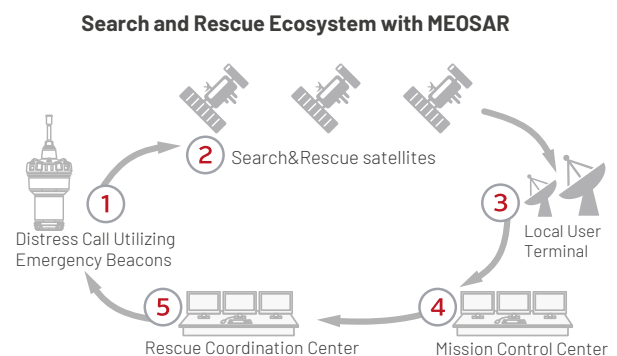 Search and Rescue Ecosystem with MEOSAR
1
Distress Call Utilizing
Emergency Beacons
2
Search&Rescue satellites
3
Local User
Terminal
4
Mission Control Center
5
Rescue Coordination Center